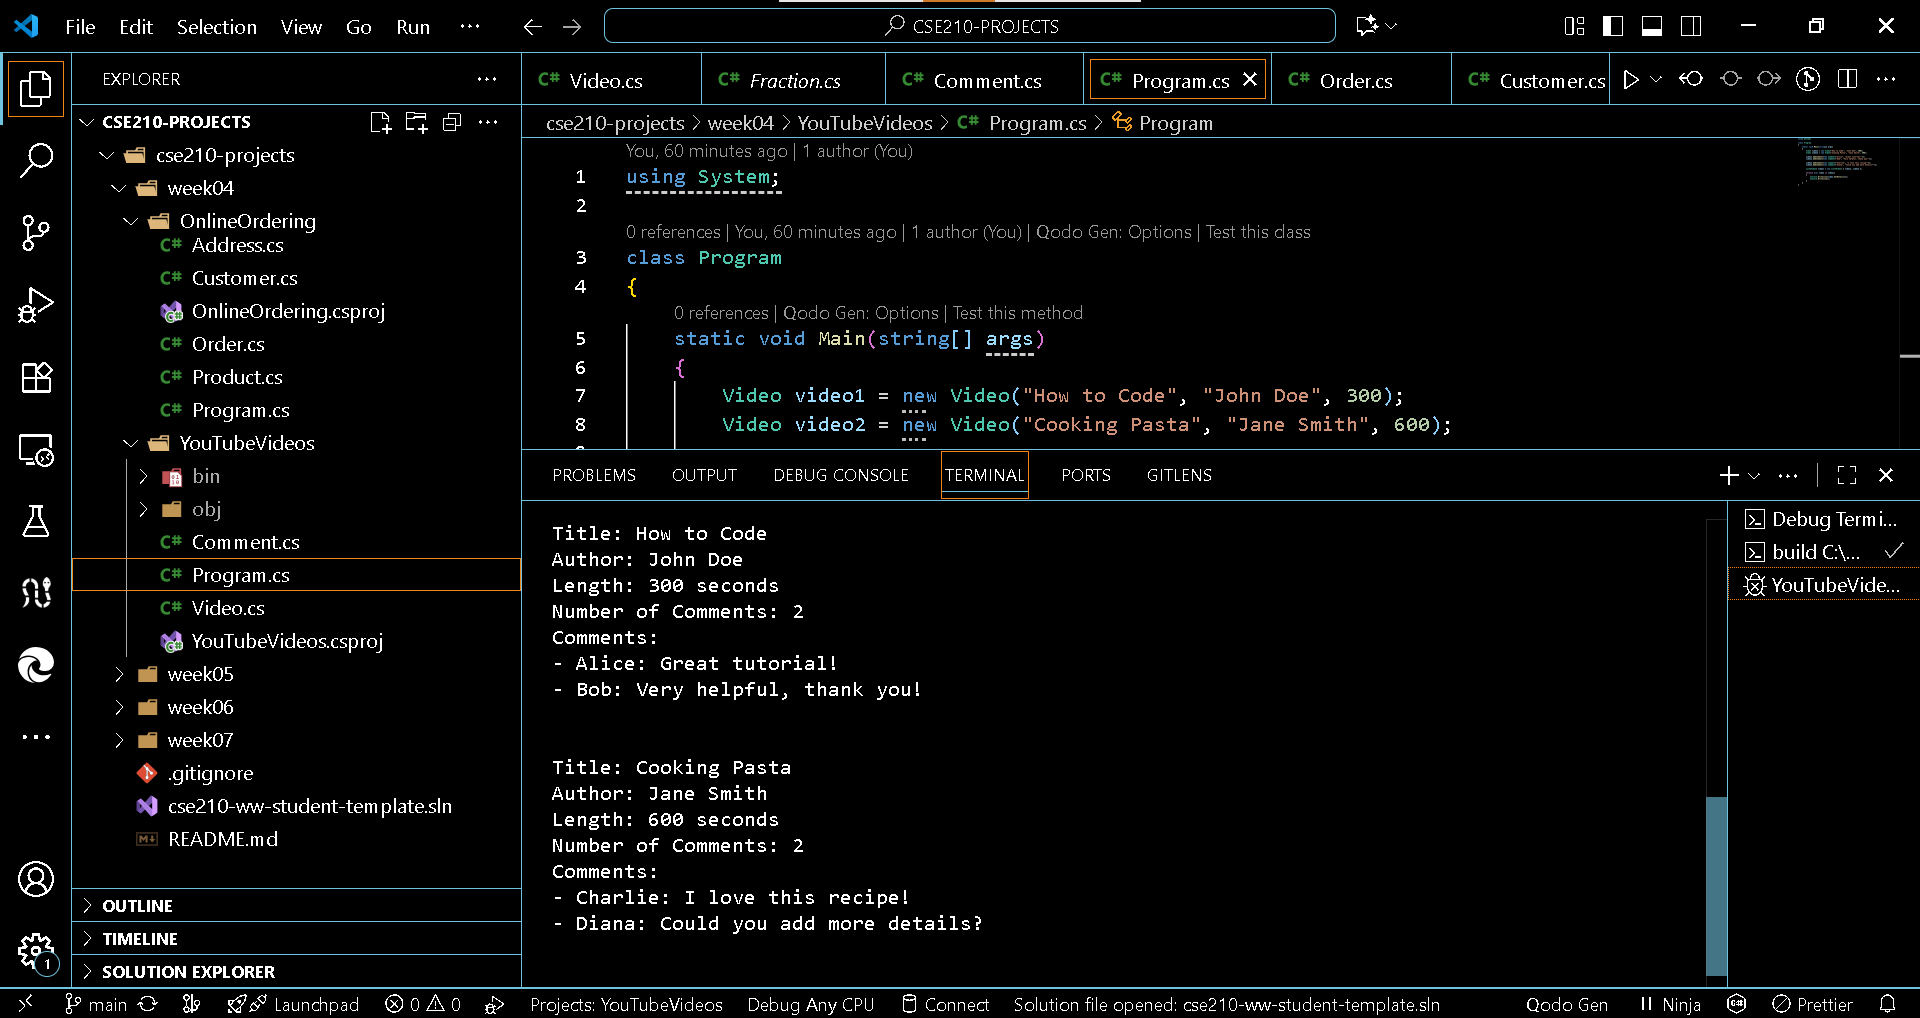 File Edit Selection View Go Run ··· CSE210-PROJECTS
EXPLORER ···
CSE210-PROJECTS
cse210-projects
week04
OnlineOrdering
C# Address.cs
C# Customer.cs
OnlineOrdering.csproj
C# Order.cs
C# Product.cs
C# Program.cs
YouTubeVideos
bin
obj
C# Comment.cs
C# Program.cs
C# Video.cs
YouTubeVideos.csproj
week05
week06
week07
.gitignore
cse210-ww-student-template.sln
README.md
OUTLINE
TIMELINE
SOLUTION EXPLORER
1
C# Video.cs C# Fraction.cs C# Comment.cs C# Program.cs C# Order.cs C# Customer.cs
cse210-projects > week04 > YouTubeVideos > C# Program.cs > Program
You, 60 minutes ago | 1 author (You)
1 using System;
2
0 references | You, 60 minutes ago | 1 author (You) | Qodo Gen: Options | Test this class
3 class Program
4 {
0 references | Qodo Gen: Options | Test this method
5 static void Main(string[] args)
6 {
7 Video video1 = new Video("How to Code", "John Doe", 300);
8 Video video2 = new Video("Cooking Pasta", "Jane Smith", 600);
PROBLEMS OUTPUT DEBUG CONSOLE TERMINAL PORTS GITLENS
Title: How to Code
Author: John Doe
Length: 300 seconds
Number of Comments: 2
Comments:
- Alice: Great tutorial!
- Bob: Very helpful, thank you!
Title: Cooking Pasta
Author: Jane Smith
Length: 600 seconds
Number of Comments: 2
Comments:
- Charlie: I love this recipe!
- Diana: Could you add more details?
Debug Termi...
build C:\...
YouTubeVide...
main Launchpad 0 0 Projects: YouTubeVideos Debug Any CPU Connect Solution file opened: cse210-ww-student-template.sln Qodo Gen Ninja Prettier